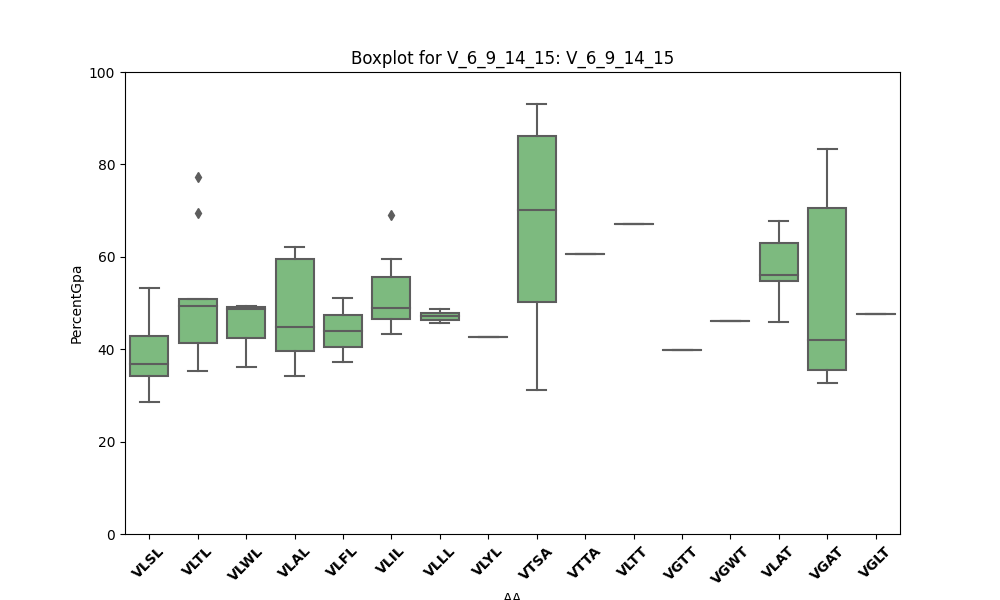 Boxplot for V_6_9_14_15: V_6_9_14_15
100
80
60
40
20
0
PercentGpa
VLSL
VLTL
VLWL
VLAL
VLFL
VLIL
VLLL
VLYL
VTSA
VTTA
VLTT
VGTT
VGWT
VLAT
VGAT
VGLT
AA